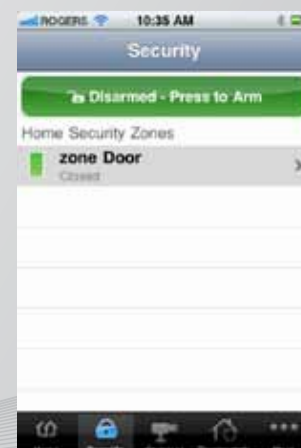 ROGERS 10:35 AM
Security
Disarmed - Press to Arm
Home Security Zones
zone Door
Closed